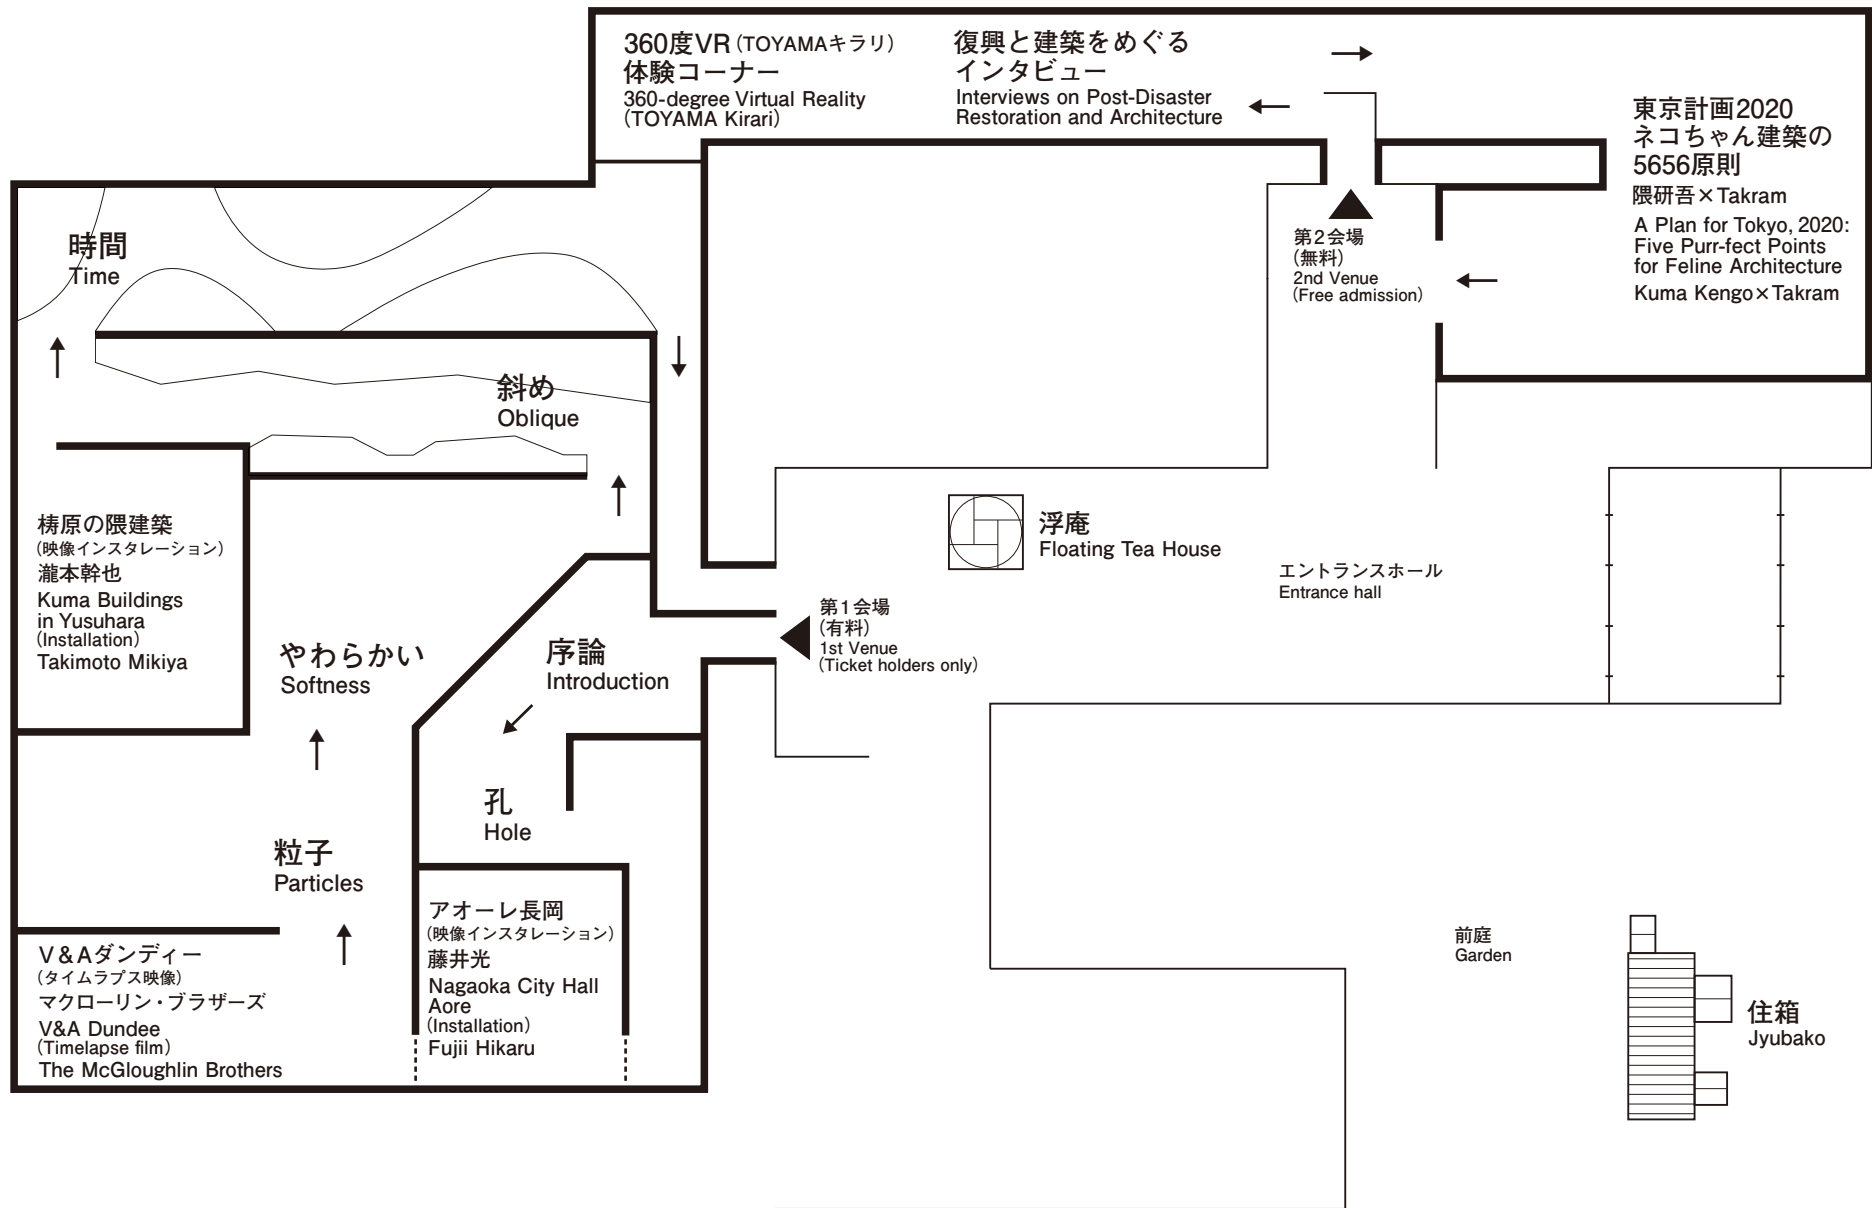 360度VR(TOYAMAキラリ)
体験コーナー
360-degree Virtual Reality
(TOYAMA Kirari)
復興と建築をめぐる
インタビュー
Interviews on Post-Disaster
Restoration and Architecture
東京計画2020
ネコちゃん建築の
5656原則
隈研吾×Takram
A Plan for Tokyo, 2020:
Five Purr-fect Points
for Feline Architecture
Kuma Kengo×Takram
第2会場
(無料)
2nd Venue
(Free admission)
時間
Time
斜め
Oblique
梼原の隈建築
(映像インスタレーション)
瀧本幹也
Kuma Buildings
in Yusuhara
(Installation)
Takimoto Mikiya
やわらかい
Softness
序論
Introduction
第1会場
(有料)
1st Venue
(Ticket holders only)
浮庵
Floating Tea House
エントランスホール
Entrance hall
孔
Hole
粒子
Particles
アオーレ長岡
(映像インスタレーション)
藤井光
Nagaoka City Hall
Aore
(Installation)
Fujii Hikaru
V&Aダンディー
(タイムラプス映像)
マクローリン・ブラザーズ
V&A Dundee
(Timelapse film)
The McGloughlin Brothers
前庭
Garden
住箱
Jyubako